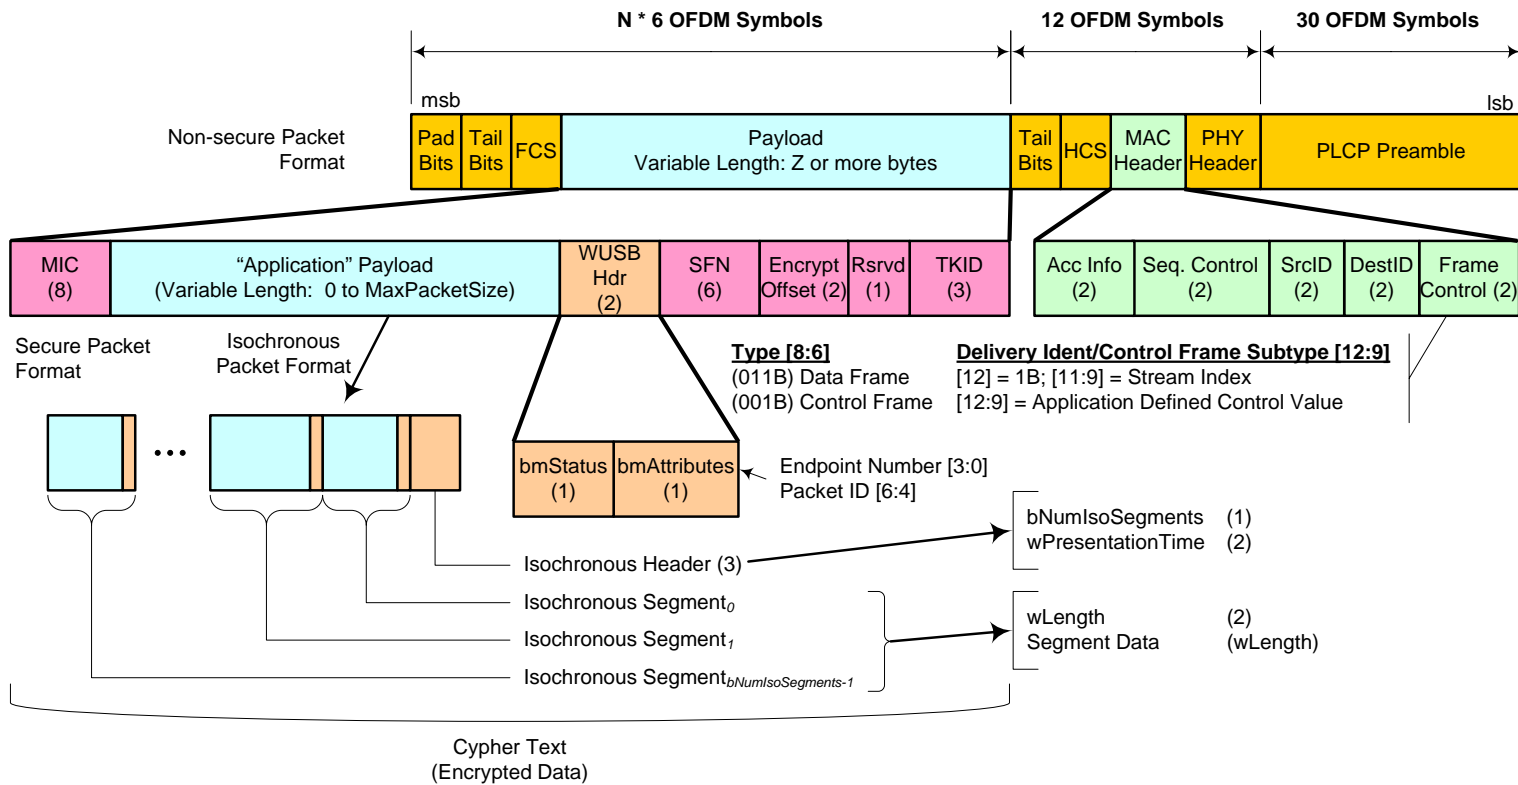 N * 6 OFDM Symbols
12 OFDM Symbols
30 OFDM Symbols
msb
lsb
Non-secure Packet
Format
Pad
Bits
Tail
Bits
FCS
Payload
Variable Length: Z or more bytes
Tail
Bits
HCS
MAC
Header
PHY
Header
PLCP Preamble
MIC
(8)
“Application” Payload
(Variable Length:  0 to MaxPacketSize)
WUSB
Hdr
(2)
SFN
(6)
Encrypt
Offset (2)
Rsrvd
(1)
TKID
(3)
Acc Info
(2)
Seq. Control
(2)
SrcID
(2)
DestID
(2)
Frame
Control (2)
Secure Packet
Format
Isochronous
Packet Format
Type [8:6]
(011B) Data Frame
(001B) Control Frame
Delivery Ident/Control Frame Subtype [12:9]
[12] = 1B; [11:9] = Stream Index
[12:9] = Application Defined Control Value
bmStatus
(1)
bmAttributes
(1)
Endpoint Number [3:0]
Packet ID [6:4]
bNumIsoSegments (1)
wPresentationTime (2)
Isochronous Header (3)
Isochronous Segment0
Isochronous Segment1
Isochronous SegmentbNumIsoSegments-1
wLength (2)
Segment Data (wLength)
Cypher Text
(Encrypted Data)